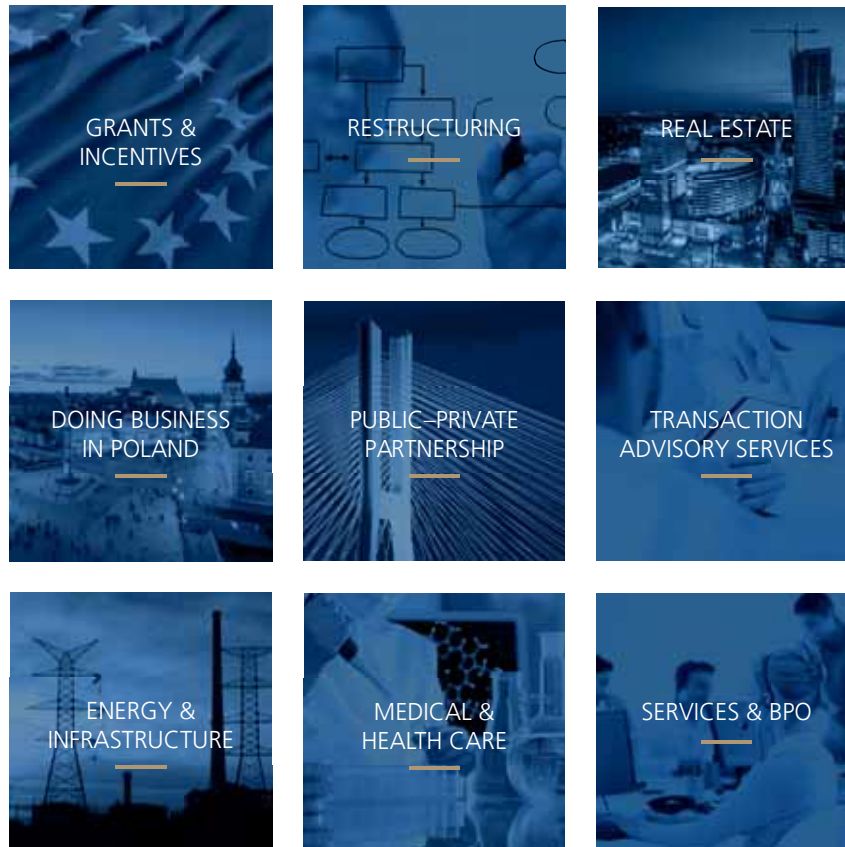 GRANTS &
INCENTIVES
RESTRUCTURING
REAL ESTATE
DOING BUSINESS
IN POLAND
PUBLIC–PRIVATE
PARTNERSHIP
TRANSACTION
ADVISORY SERVICES
ENERGY &
INFRASTRUCTURE
MEDICAL &
HEALTH CARE
SERVICES & BPO